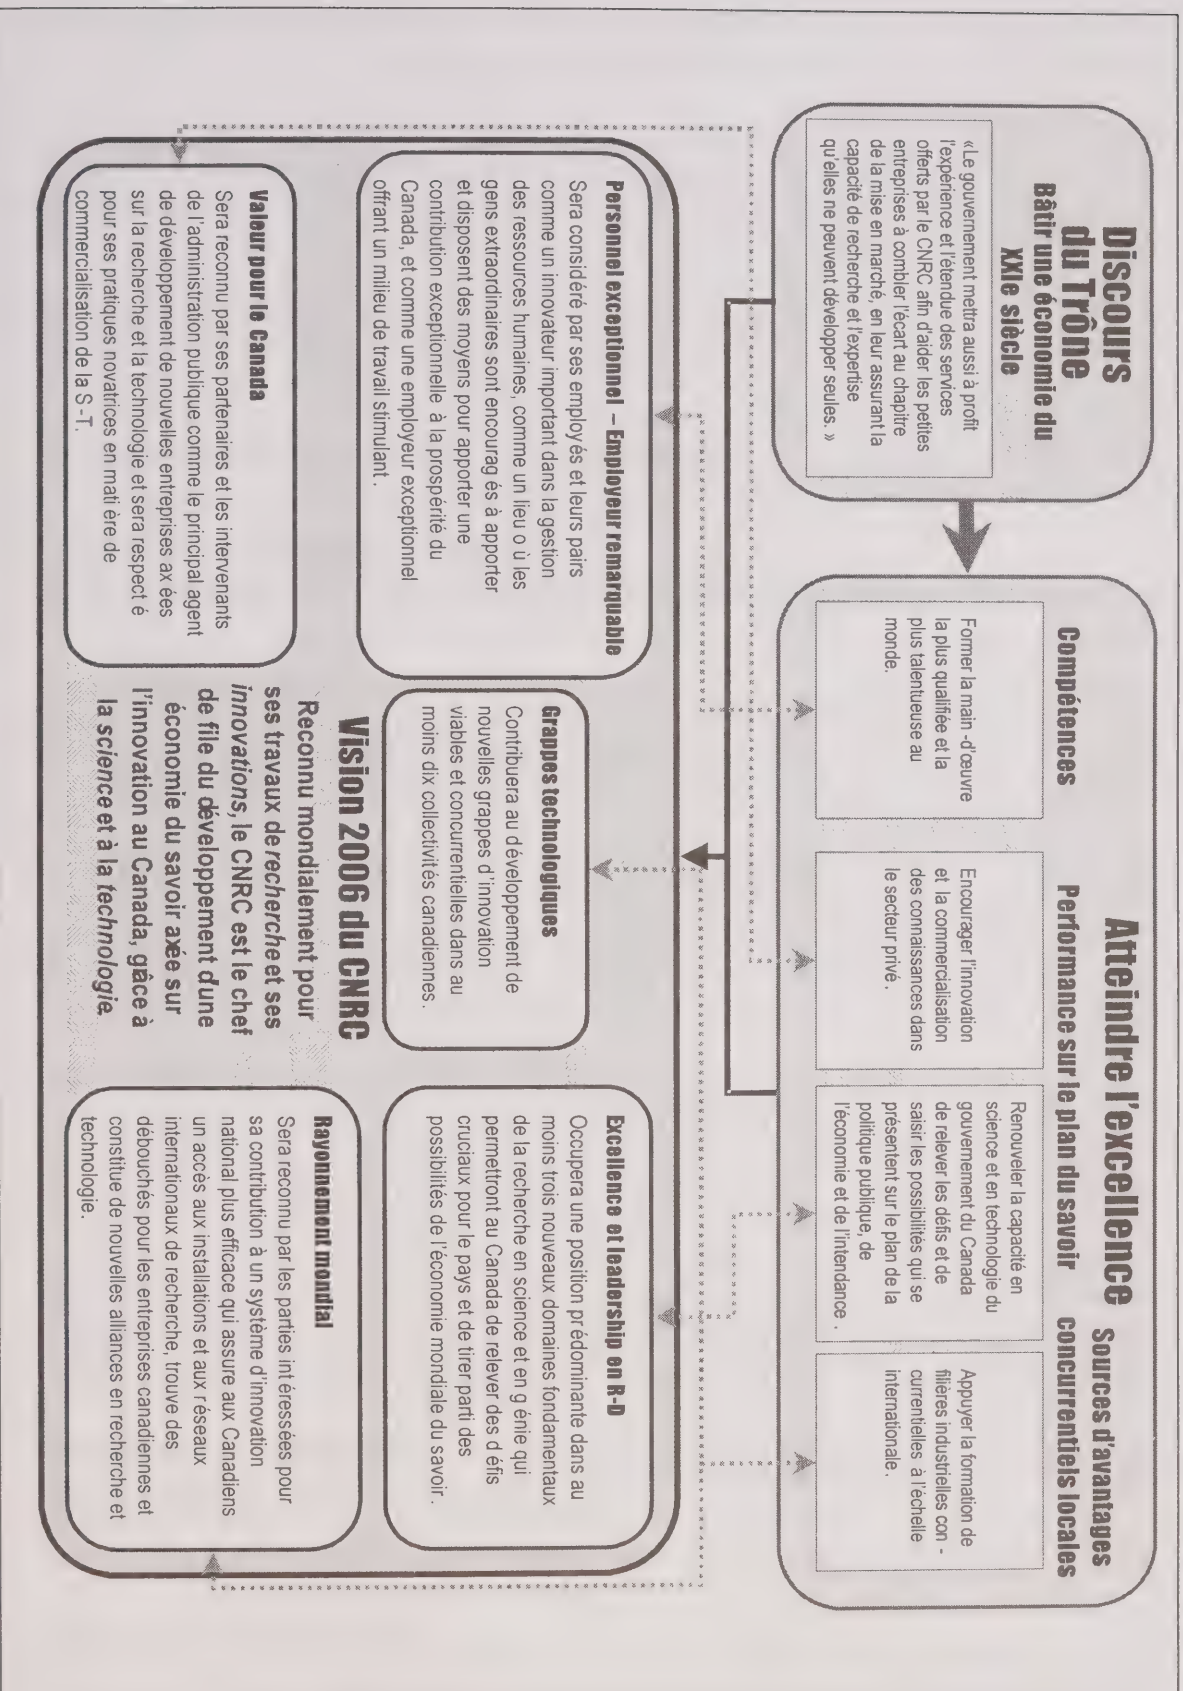 Discours
du Trône
Bâtir une économie du
XXIe siècle
«Le gouvernement mettra aussi à profit
l'expérience et l'étendue des services
offerts par le CNRC afin d'aider les petites
entreprises à combler l'écart au chapitre
de la mise en marché, en leur assurant la
capacité de recherche et l'expertise
qu'elles ne peuvent développer seules. »
Atteindre l'excellence
Compétences
Performance sur le plan du savoir
Sources d'avantages
concurrentiels locales
Former la main -d'œuvre
la plus qualifiée et la
plus talentueuse au
monde.
Encourager l'innovation
et la commercialisation
des connaissances dans
le secteur privé .
Renouveler la capacité en
science et en technologie du
gouvernement du Canada
de relever les défis et de
saisir les possibilités qui se
présentent sur le plan de la
politique publique, de
l'économie et de l'intendance .
Appuyer la formation de
filières industrielles con -
currentielles à l'échelle
internationale .
Personnel exceptionnel – Employeur remarquable
Sera considéré par ses employés et leurs pairs
comme un innovateur important dans la gestion
des ressources humaines, comme un lieu o ù les
gens extraordinaires sont encourag és à apporter
et disposent des moyens pour apporter une
contribution exceptionnelle à la prospérité du
Canada, et comme une employeur exceptionnel
offrant un milieu de travail stimulant .
Grappes technologiques
Contribuera au développement de
nouvelles grappes d'innovation
viables et concurrentielles dans au
moins dix collectivités canadiennes.
Excellence et leadership en R-D
Occupera une position prédominante dans au
moins trois nouveaux domaines fondamentaux
de la recherche en science et en g énie qui
permettront au Canada de relever des d éfis
cruciaux pour le pays et de tirer parti des
possibilités de l'économie mondiale du savoir.
Valeur pour le Canada
Sera reconnu par ses partenaires et les intervenants
de l'administration publique comme le principal agent
de développement de nouvelles entreprises ax ées
sur la recherche et la technologie et sera respect é
pour ses pratiques novatrices en mati ère de
commercialisation de la S -T.
Vision 2006 du CNRC
Reconnu mondialement pour
ses travaux de recherche et ses
innovations, le CNRC est le chef
de file du développement d'une
économie du savoir axée sur
l'innovation au Canada, gâce à
la science et à la technologie.
Rayonnement mondial
Sera reconnu par les parties int éressées pour
sa contribution à un système d'innovation
national plus efficace qui assure aux Canadiens
un accès aux installations et aux r éseaux
internationaux de recherche, trouve des
débouchés pour les entreprises canadiennes et
constitue de nouvelles alliances en recherche et
technologie.